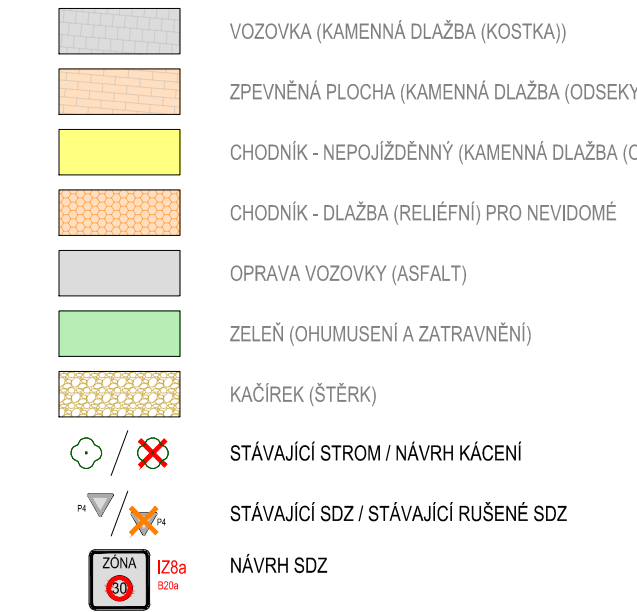 VOZOVKA (KAMENNÁ DLAŽBA (KOSTKA))
ZPEVNĚNÁ PLOCHA (KAMENNÁ DLAŽBA (ODSEKY
CHODNÍK - NEPOJÍŽDĚNNÝ (KAMENNÁ DLAŽBA (
CHODNÍK - DLAŽBA (RELIÉFNÍ) PRO NEVIDOMÉ
OPRAVA VOZOVKY (ASFALT)
ZELEŇ (OHUMUSENÍ A ZATRAVNĚNÍ)
KAČÍREK (ŠTĚRK)
STÁVAJÍCÍ STROM / NÁVRH KÁCENÍ
P4 / P4 STÁVAJÍCÍ SDZ / STÁVAJÍCÍ RUŠENÉ SDZ
ZÓNA IZ8a NÁVRH SDZ
30 B20a